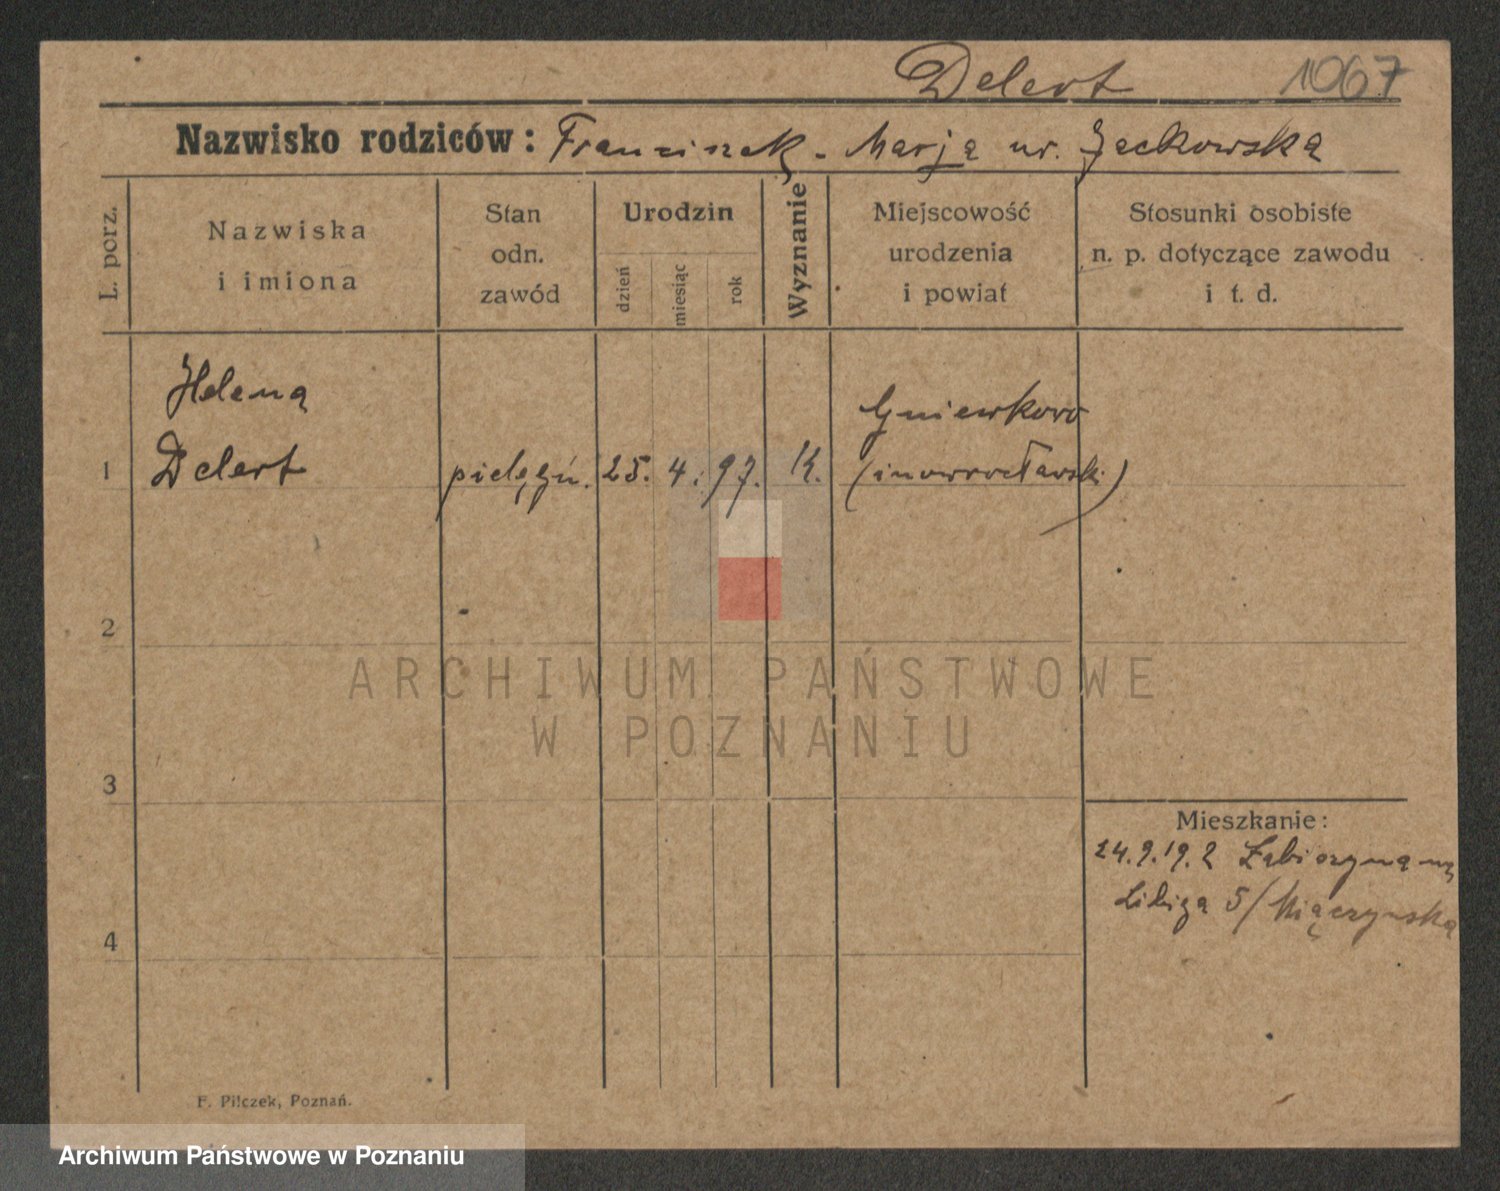 Delert 1067
Nazwisko rodziców: Franciszek - Marja ur. Jackowska
L. porz.
Nazwiska
i imiona
Stan
odn.
zawód
Urodzin
dzień
miesiąc
rok
Wyznanie
Miejscowość
urodzenia
i powiat
Stosunki osobiste
n. p. dotyczące zawodu
i t. d.
Helena
Gniewkowo
1 Delert pielęgn. 25. 4. 97. K. (inowrocławski)
2
ARCHIWUM PAŃSTWOWE
W POZNANIU
3
Mieszkanie:
24.9.19.2
5/ Miączyńska
4
F. Pilczek, Poznań.
Archiwum Państwowe w Poznaniu